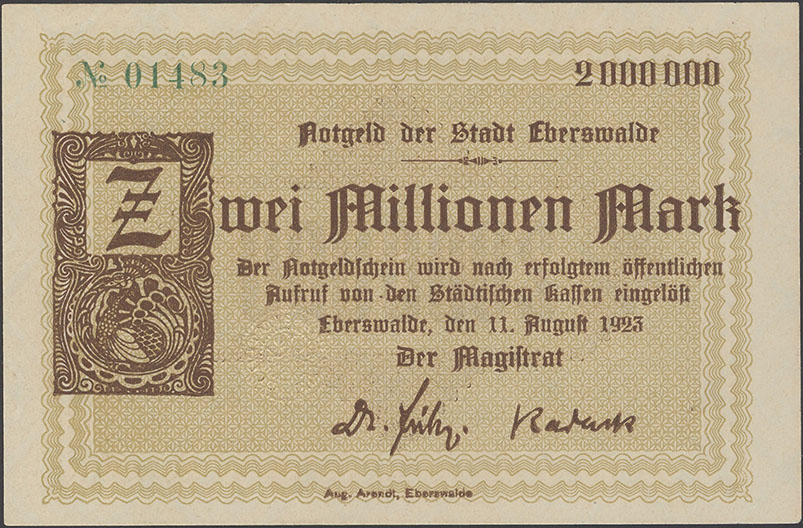 № 01483
2000000
Notgeld der Stadt Eberswalde
Zwei Millionen Mark
Der Notgeldſchein wird nach erfolgtem öffentlichen
Aufruf von den Städtiſchen Kaſſen eingelöſt
Eberswalde, den 11. Auguſt 1923
Der Magiſtrat
Dr.
Aug. Arendt, Eberswalde